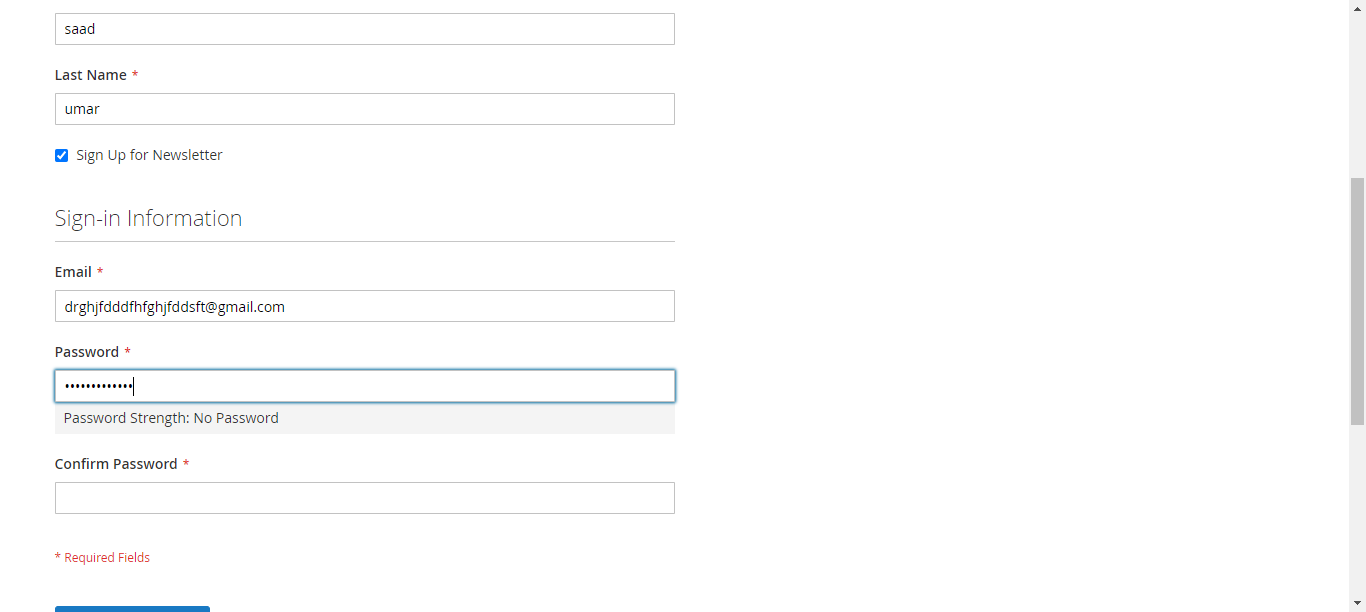 saad
Last Name *
umar
Sign Up for Newsletter
Sign-in Information
Email *
drghjfdddfhfghjfddsft@gmail.com
Password *
•••••••••••••
Password Strength: No Password
Confirm Password *
* Required Fields